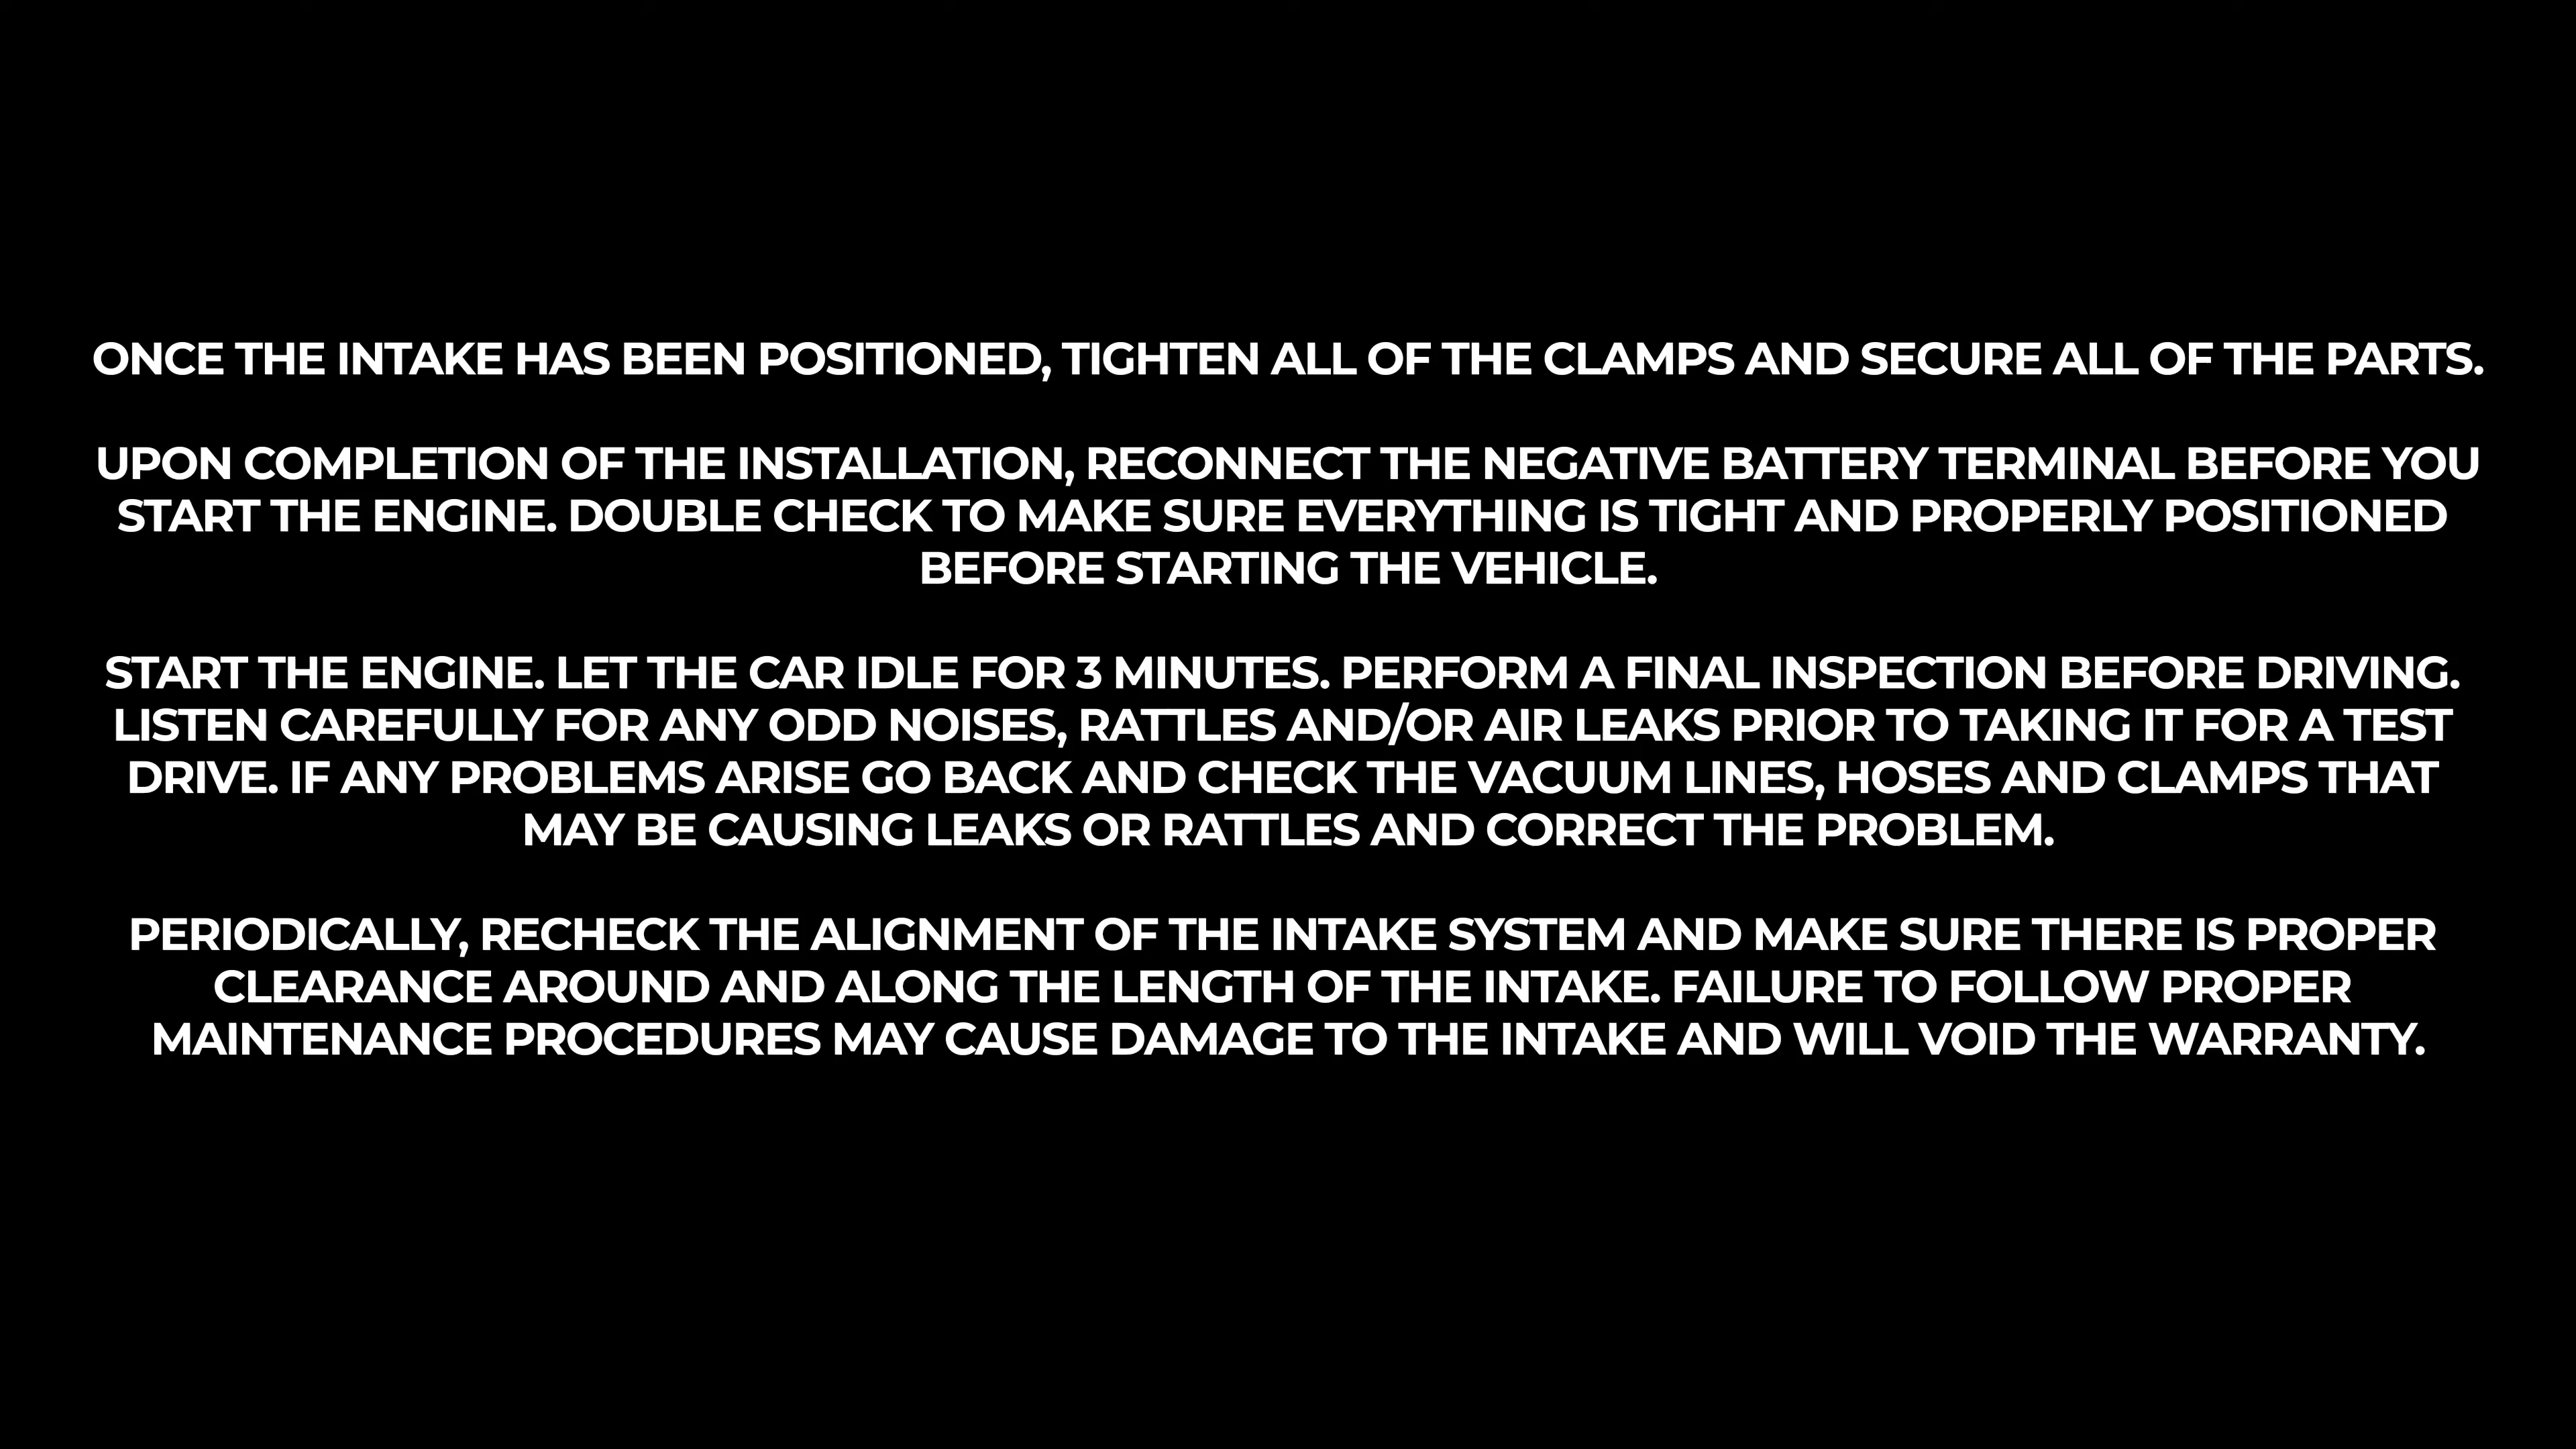 ONCE THE INTAKE HAS BEEN POSITIONED, TIGHTEN ALL OF THE CLAMPS AND SECURE ALL OF THE PARTS.
UPON COMPLETION OF THE INSTALLATION, RECONNECT THE NEGATIVE BATTERY TERMINAL BEFORE YOU
START THE ENGINE. DOUBLE CHECK TO MAKE SURE EVERYTHING IS TIGHT AND PROPERLY POSITIONED
BEFORE STARTING THE VEHICLE.
START THE ENGINE. LET THE CAR IDLE FOR 3 MINUTES. PERFORM A FINAL INSPECTION BEFORE DRIVING.
LISTEN CAREFULLY FOR ANY ODD NOISES, RATTLES AND/OR AIR LEAKS PRIOR TO TAKING IT FOR A TEST
DRIVE. IF ANY PROBLEMS ARISE GO BACK AND CHECK THE VACUUM LINES, HOSES AND CLAMPS THAT
MAY BE CAUSING LEAKS OR RATTLES AND CORRECT THE PROBLEM.
PERIODICALLY, RECHECK THE ALIGNMENT OF THE INTAKE SYSTEM AND MAKE SURE THERE IS PROPER
CLEARANCE AROUND AND ALONG THE LENGTH OF THE INTAKE. FAILURE TO FOLLOW PROPER
MAINTENANCE PROCEDURES MAY CAUSE DAMAGE TO THE INTAKE AND WILL VOID THE WARRANTY.